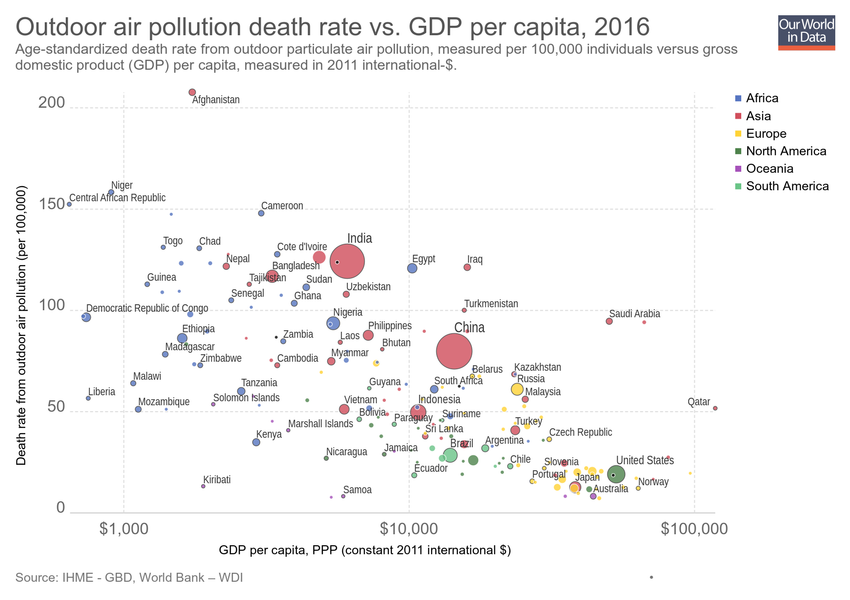 Outdoor air pollution death rate vs. GDP per capita, 2016
Our World
in Data
Age-standardized death rate from outdoor particulate air pollution, measured per 100,000 individuals versus gross
domestic product (GDP) per capita, measured in 2011 international-$.
Death rate from outdoor air pollution (per 100,000)
200
150
100
50
0
Afghanistan
Niger
Central African Republic
Cameroon
India
Togo
Chad
Cote d'Ivoire
Egypt
Iraq
Nepal
Bangladesh
Guinea
Tajikistan
Sudan
Uzbekistan
Senegal
Ghana
Turkmenistan
Democratic Republic of Congo
Nigeria
Saudi Arabia
Ethiopia
Zambia
Philippines
China
Laos
Bhutan
Madagascar
Zimbabwe
Cambodia
Myanmar
Belarus
Kazakhstan
Malawi
Tanzania
Guyana
South Africa
Russia
Liberia
Mozambique
Solomon Islands
Vietnam
Indonesia
Malaysia
Qatar
Bolivia
Paraguay
Suriname
Marshall Islands
Sri Lanka
Turkey
Kenya
Czech Republic
Nicaragua
Jamaica
Brazil
Argentina
Ecuador
Chile
Slovenia
United States
Kiribati
Samoa
Portugal
Japan
Australia
Norway
$1,000
$10,000
$100,000
GDP per capita, PPP (constant 2011 international $)
Africa
Asia
Europe
North America
Oceania
South America
Source: IHME - GBD, World Bank – WDI